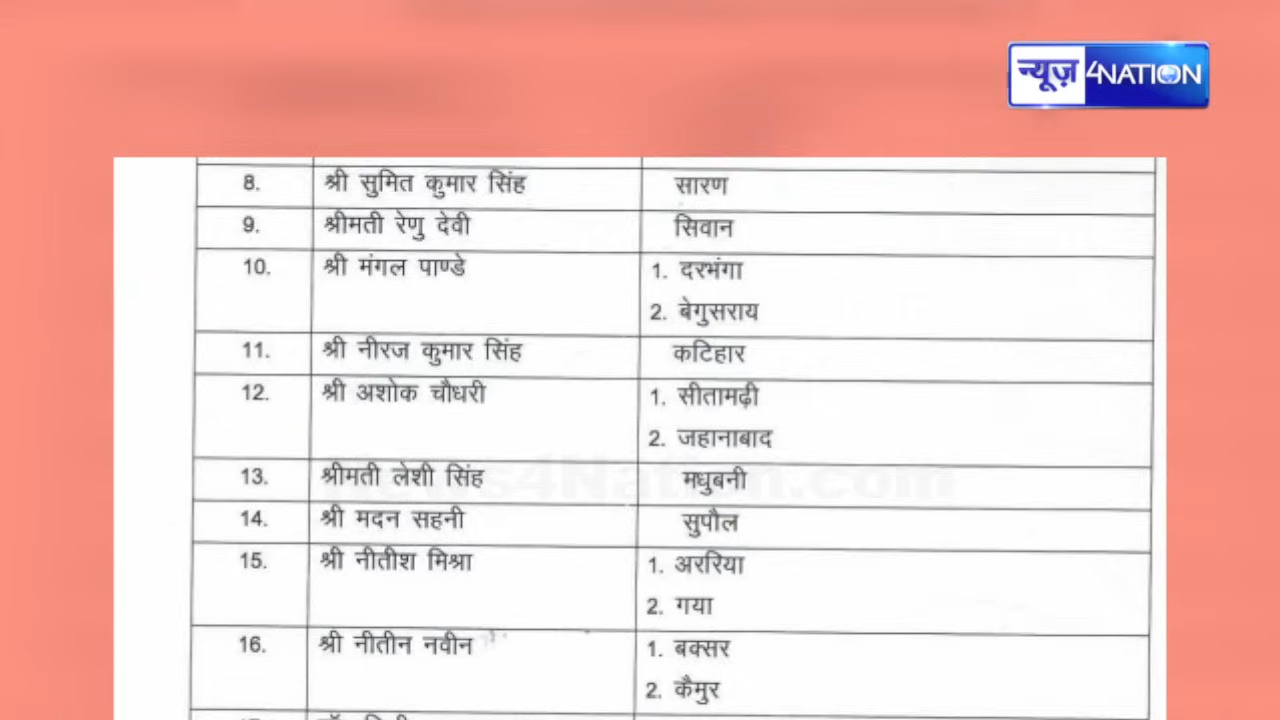 न्यूज़ 4NATION
8. श्री सुमित कुमार सिंह सारण
9. श्रीमती रेणु देवी सिवान
10. श्री मंगल पाण्डे 1. दरभंगा
2. बेगुसराय
11. श्री नीरज कुमार सिंह कटिहार
12. श्री अशोक चौधरी 1. सीतामढ़ी
2. जहानाबाद
13. श्रीमती लेशी सिंह मधुबनी
News4Nation.com
14. श्री मदन सहनी सुपौल
15. श्री नीतीश मिश्रा 1. अररिया
2. गया
16. श्री नीतीन नवीन 1. बक्सर
2. कैमुर